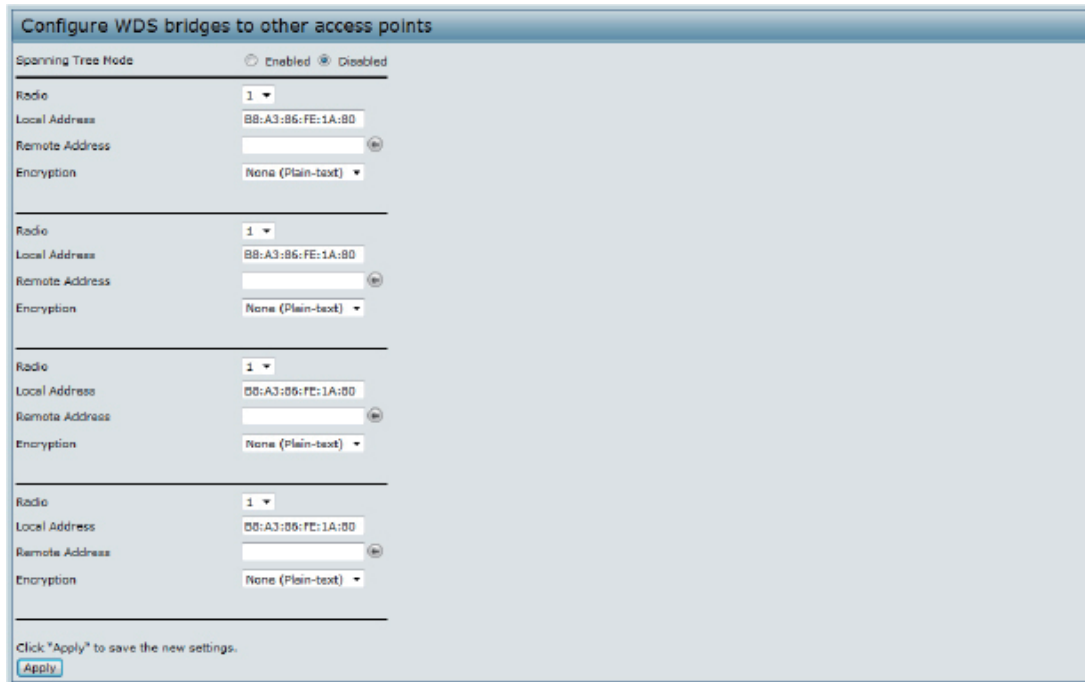 Configure WDS bridges to other access points
Spanning Tree Mode Enabled Disabled
Radio 1
Local Address B8:A3:86:FE:1A:80
Remote Address
Encryption None (Plain-text)
Radio 1
Local Address B8:A3:86:FE:1A:80
Remote Address
Encryption None (Plain-text)
Radio 1
Local Address B8:A3:86:FE:1A:80
Remote Address
Encryption None (Plain-text)
Radio 1
Local Address B8:A3:86:FE:1A:80
Remote Address
Encryption None (Plain-text)
Click "Apply" to save the new settings.
Apply